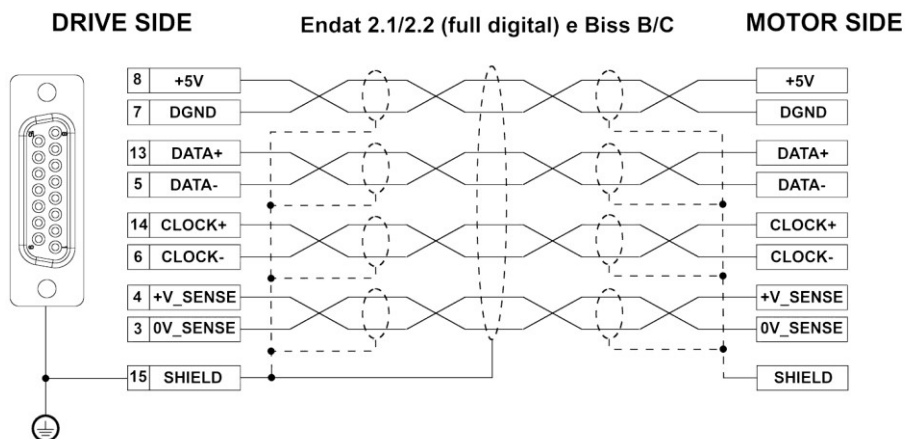 DRIVE SIDE Endat 2.1/2.2 (full digital) e Biss B/C MOTOR SIDE
8 +5V +5V
7 DGND DGND
13 DATA+ DATA+
5 DATA- DATA-
14 CLOCK+ CLOCK+
6 CLOCK- CLOCK-
4 +V_SENSE +V_SENSE
3 0V_SENSE 0V_SENSE
15 SHIELD SHIELD